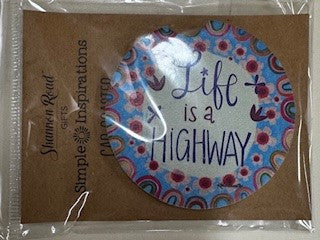 Shannon Road
GIFTS
Simple Inspirations
CAR COASTER
Life
is a
HIGHWAY